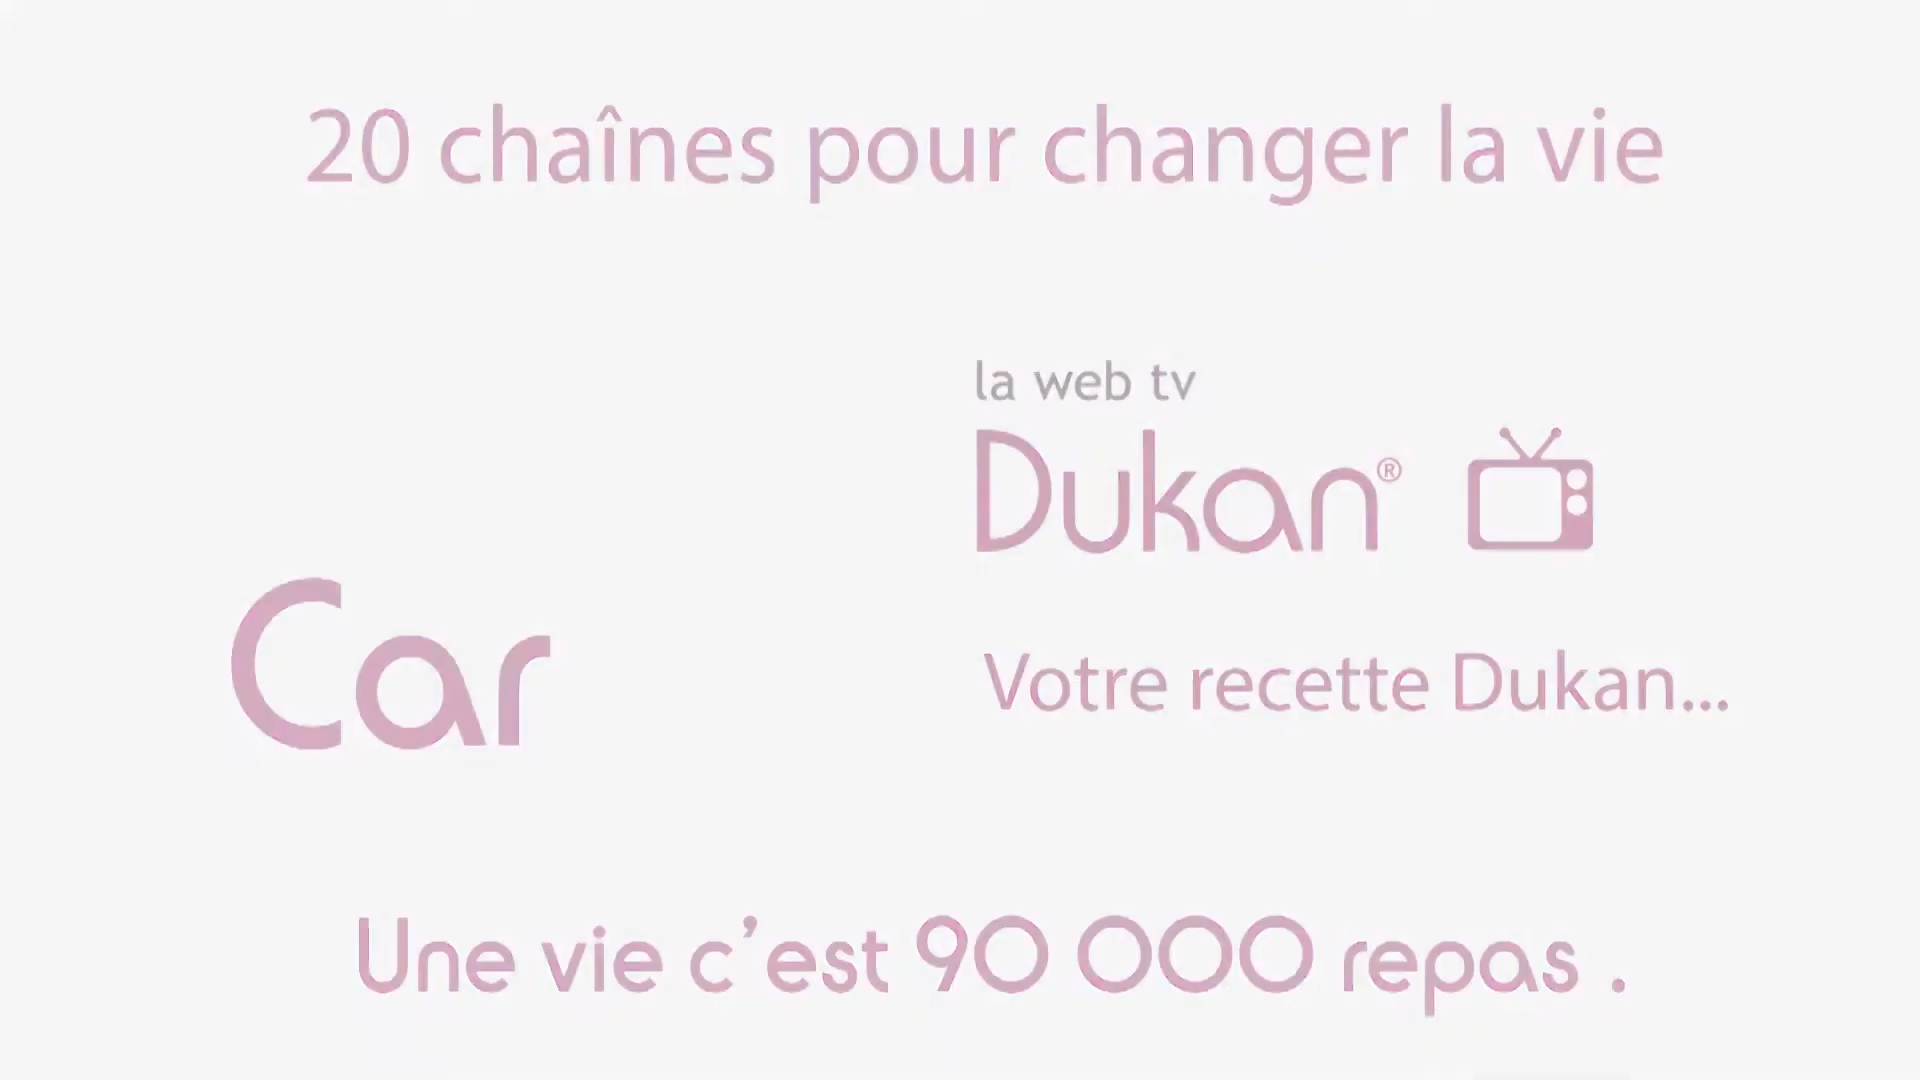 20 chaînes pour changer la vie
la web tv
Dukan®
Car
Votre recette Dukan...
Une vie c'est 90 000 repas .